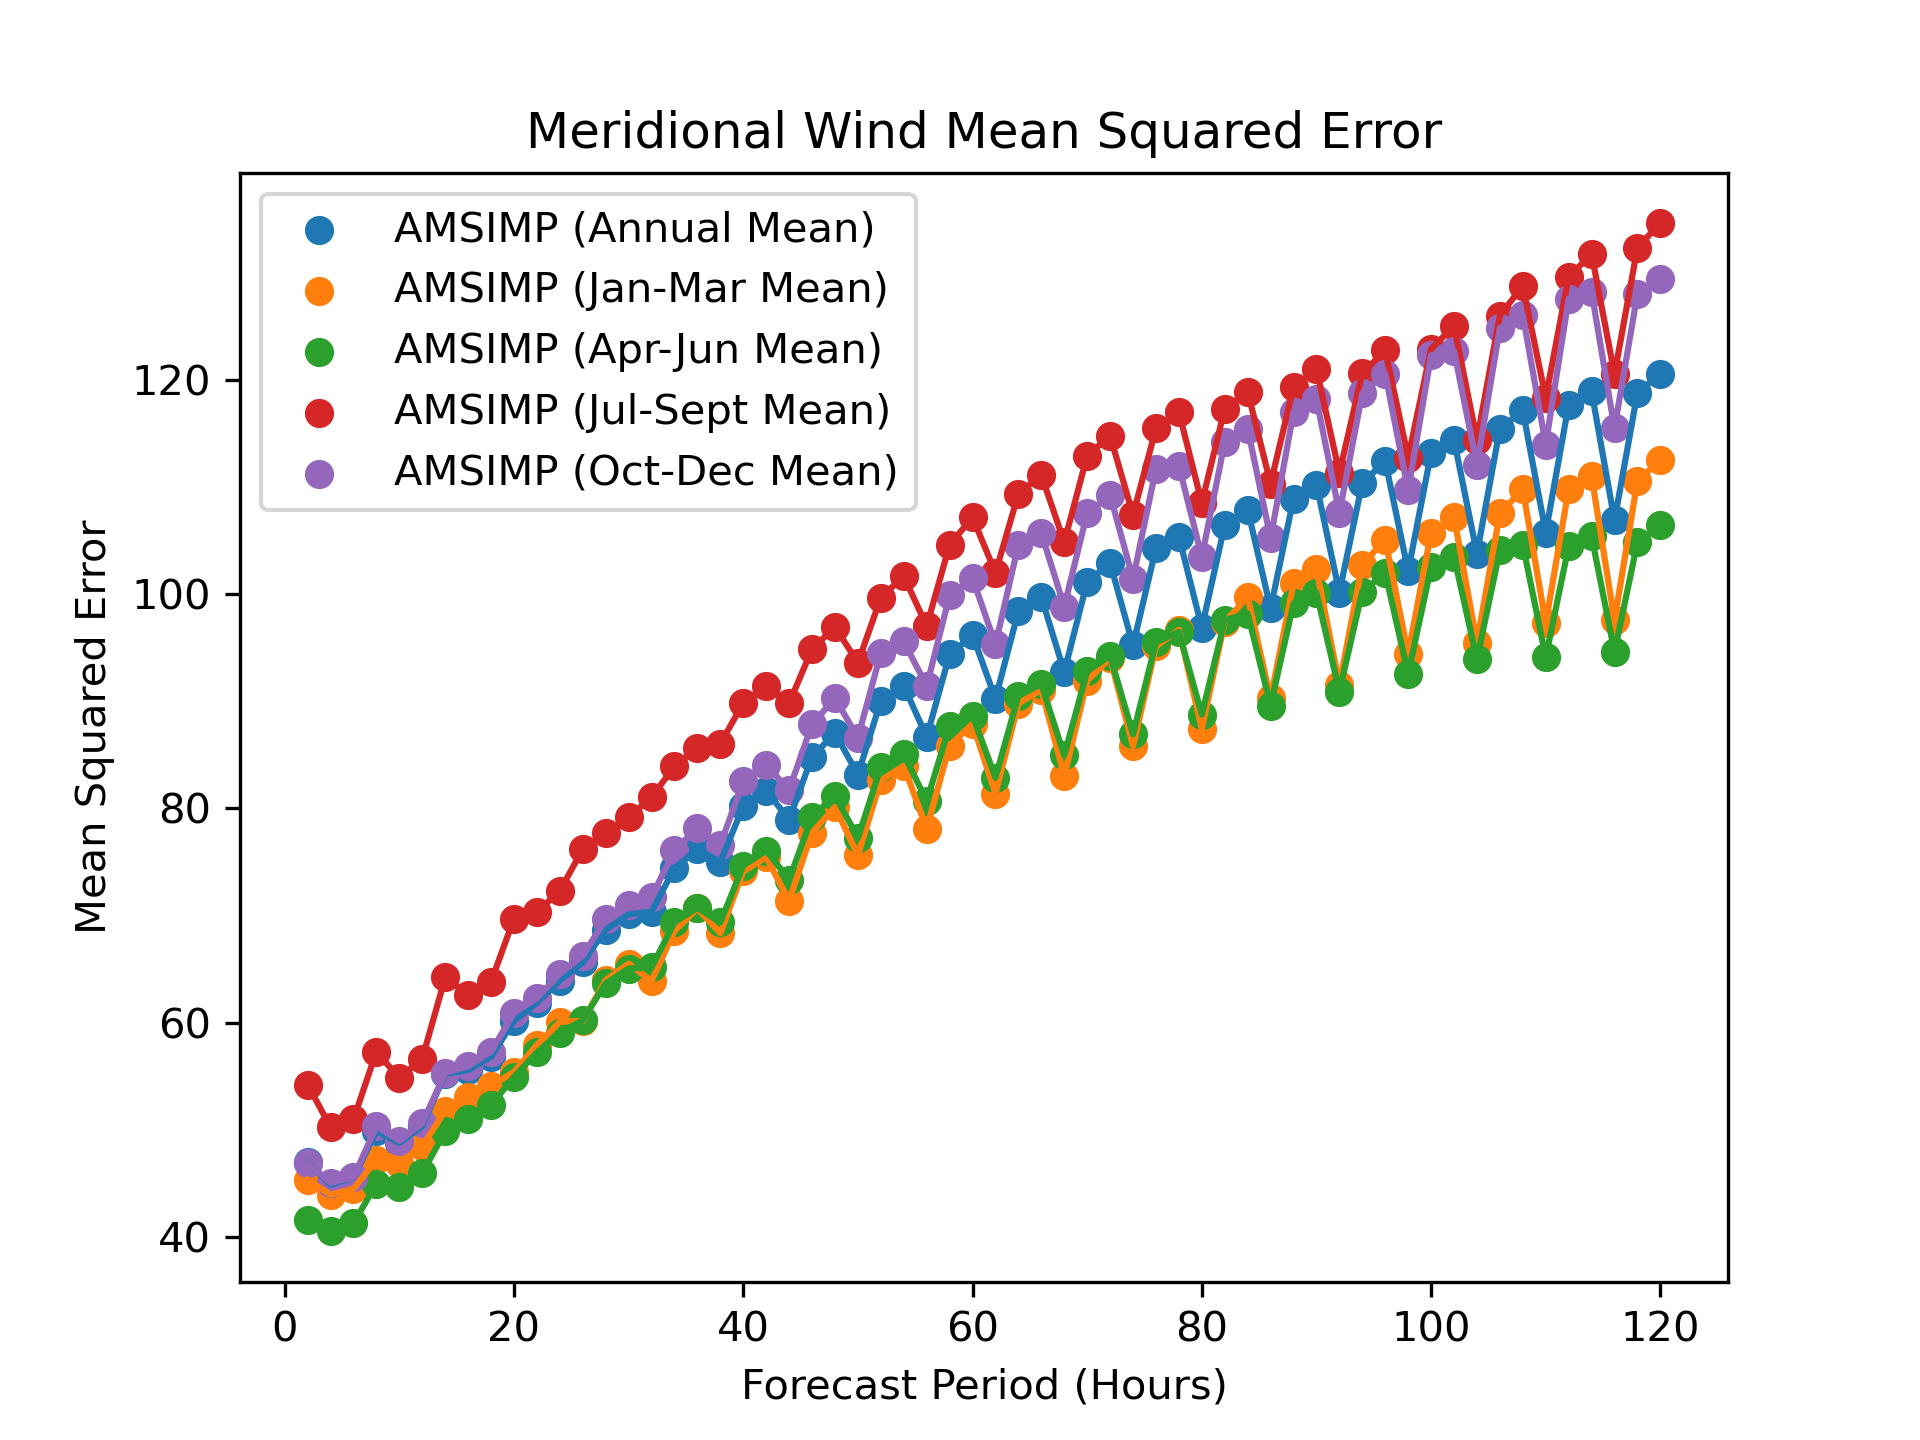 Meridional Wind Mean Squared Error
AMSIMP (Annual Mean)
AMSIMP (Jan-Mar Mean)
AMSIMP (Apr-Jun Mean)
AMSIMP (Jul-Sept Mean)
AMSIMP (Oct-Dec Mean)
Mean Squared Error
120
100
80
60
40
0 20 40 60 80 100 120
Forecast Period (Hours)